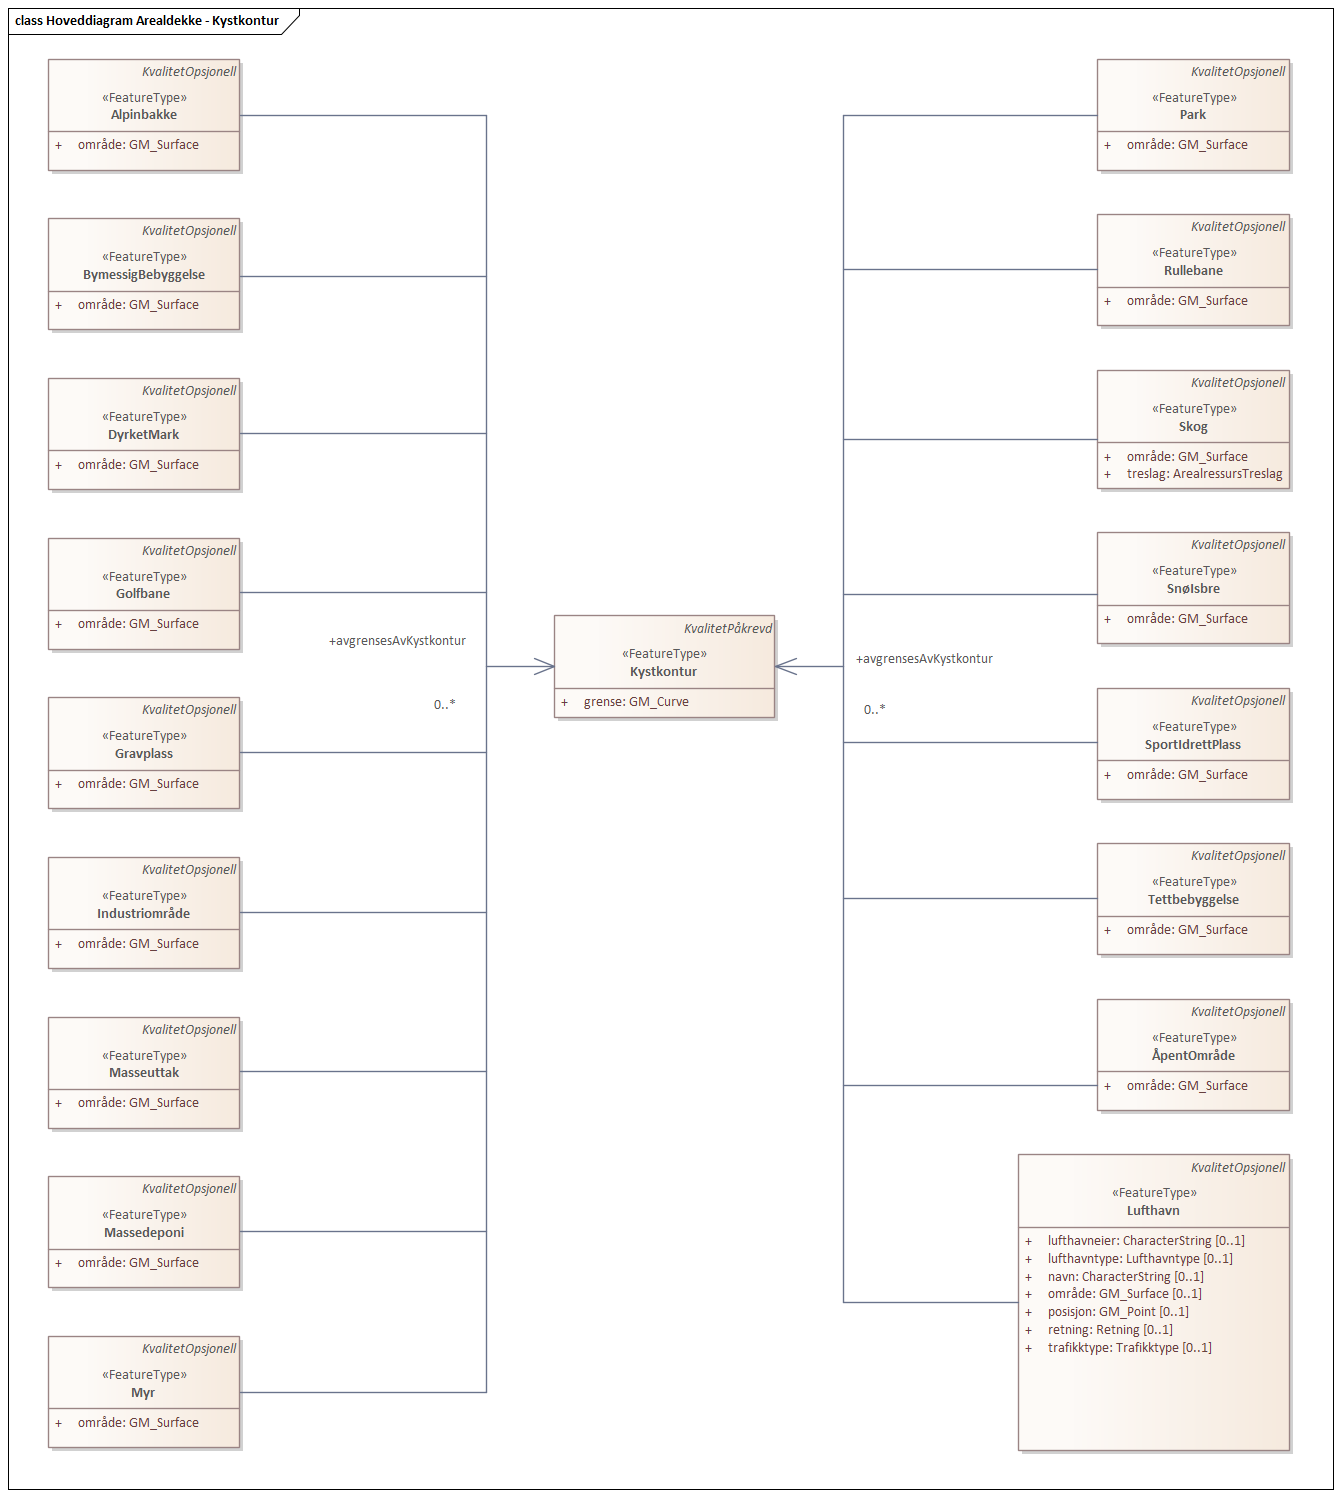 class Hoveddiagram Arealdekke - Kystkontur
KvalitetOpsjonell
«FeatureType»
Alpinbakke
+ område: GM_Surface
KvalitetOpsjonell
«FeatureType»
BymessigBebyggelse
+ område: GM_Surface
KvalitetOpsjonell
«FeatureType»
DyrketMark
+ område: GM_Surface
KvalitetOpsjonell
«FeatureType»
Golfbane
+ område: GM_Surface
KvalitetOpsjonell
«FeatureType»
Gravplass
+ område: GM_Surface
KvalitetOpsjonell
«FeatureType»
Industriområde
+ område: GM_Surface
KvalitetOpsjonell
«FeatureType»
Masseuttak
+ område: GM_Surface
KvalitetOpsjonell
«FeatureType»
Massedeponi
+ område: GM_Surface
KvalitetOpsjonell
«FeatureType»
Myr
+ område: GM_Surface
+avgrensesAvKystkontur
0..*
KvalitetPåkrevd
«FeatureType»
Kystkontur
+ grense: GM_Curve
+avgrensesAvKystkontur
0..*
KvalitetOpsjonell
«FeatureType»
Park
+ område: GM_Surface
KvalitetOpsjonell
«FeatureType»
Rullebane
+ område: GM_Surface
KvalitetOpsjonell
«FeatureType»
Skog
+ område: GM_Surface
+ treslag: ArealressursTreslag
KvalitetOpsjonell
«FeatureType»
SnøIsbre
+ område: GM_Surface
KvalitetOpsjonell
«FeatureType»
SportIdrettPlass
+ område: GM_Surface
KvalitetOpsjonell
«FeatureType»
Tettbebyggelse
+ område: GM_Surface
KvalitetOpsjonell
«FeatureType»
ÅpentOmråde
+ område: GM_Surface
KvalitetOpsjonell
«FeatureType»
Lufthavn
+ lufthavneier: CharacterString [0..1]
+ lufthavntype: Lufthavntype [0..1]
+ navn: CharacterString [0..1]
+ område: GM_Surface [0..1]
+ posisjon: GM_Point [0..1]
+ retning: Retning [0..1]
+ trafikktype: Trafikktype [0..1]